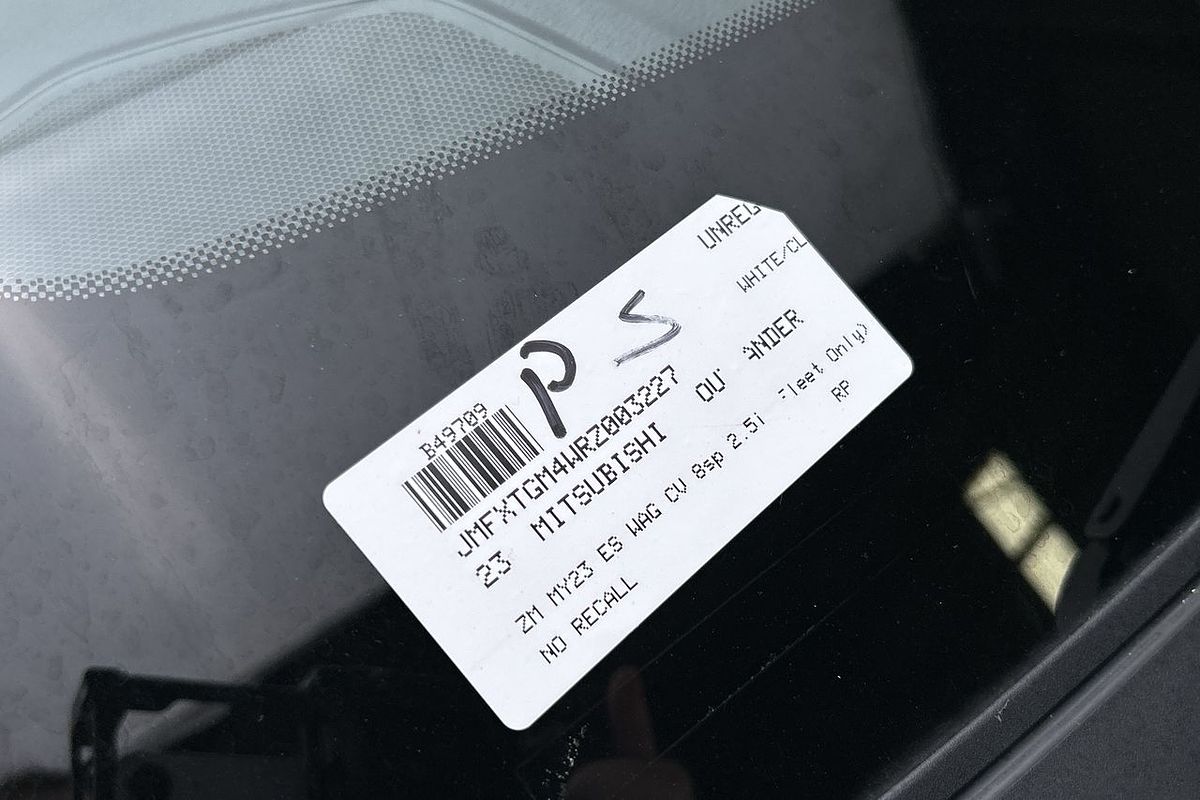 UNREG
WHITE/CL
P S
B49709
JMFXTGM4WRZ003227
23 MITSUBISHI OU ANDER
ZM MY23 ES WAG CV 8sp 2.5i Fleet Only)
NO RECALL RP